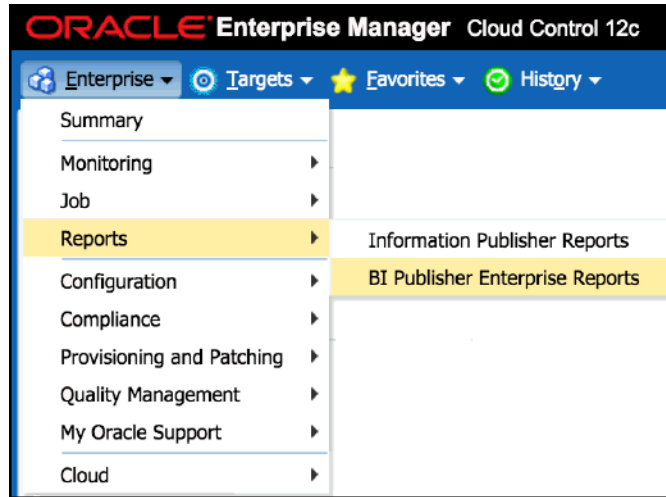 ORACLE Enterprise Manager Cloud Control 12c
Enterprise Targets Favorites History
Summary
Monitoring
Job
Reports
Information Publisher Reports
Configuration
BI Publisher Enterprise Reports
Compliance
Provisioning and Patching
Quality Management
My Oracle Support
Cloud